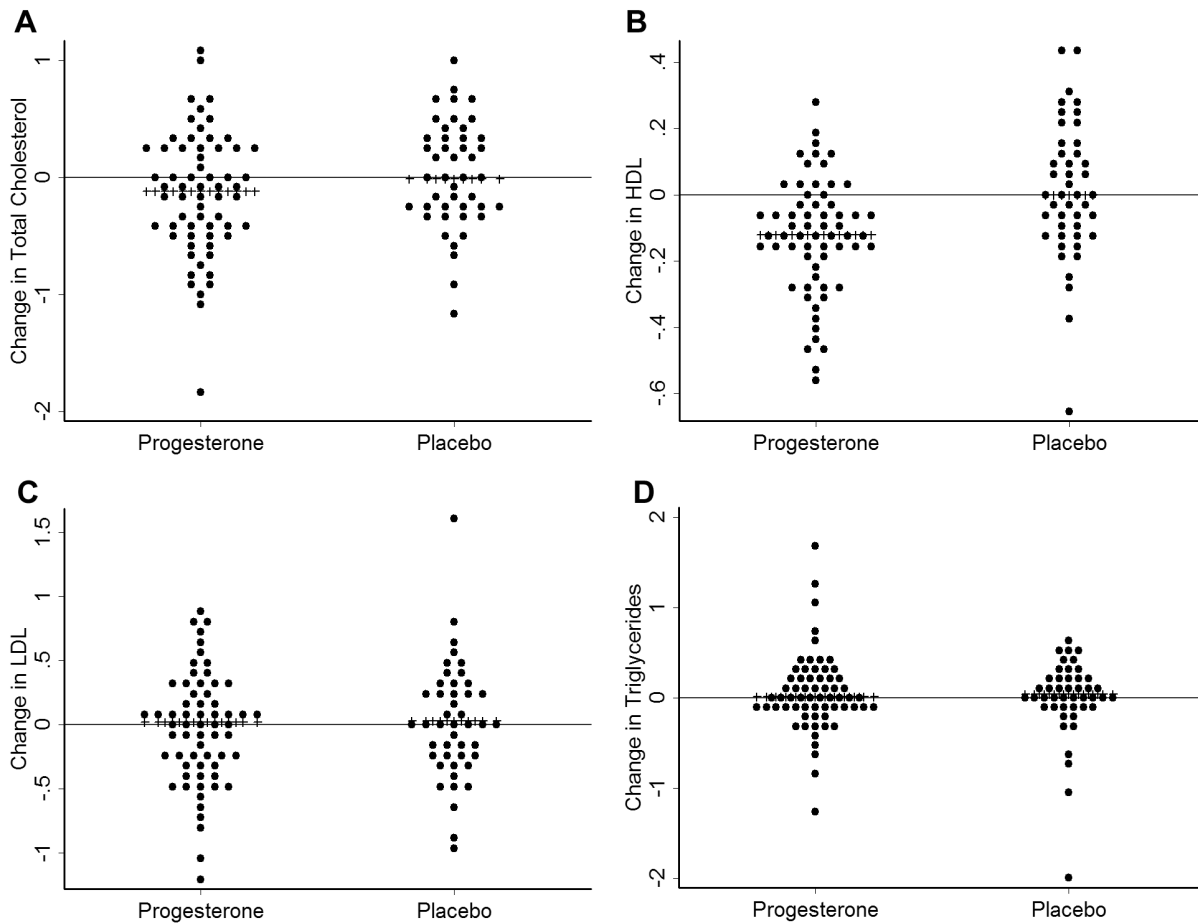 A
Change in Total Cholesterol
1
0
-1
-2
Progesterone
Placebo
B
Change in HDL
.4
.2
0
-.2
-.4
-.6
Progesterone
Placebo
C
Change in LDL
1.5
1
.5
0
-.5
-1
Progesterone
Placebo
D
Change in Triglycerides
2
1
0
-1
-2
Progesterone
Placebo